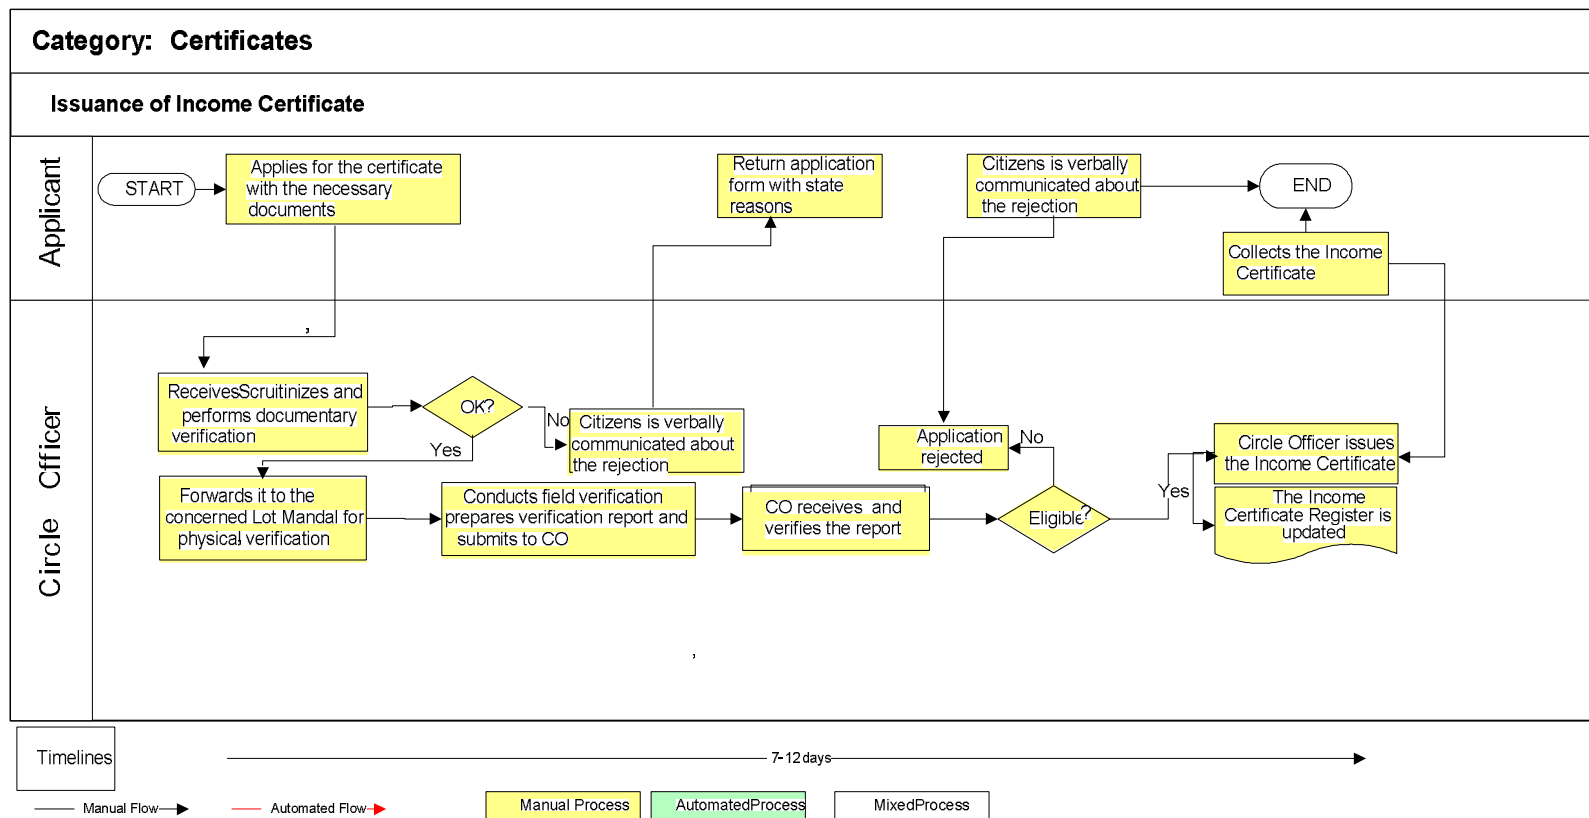 Category: Certificates
Issuance of Income Certificate
Applicant
START
Applies for the certificate
with the necessary
documents
Return application
form with state
reasons
Citizens is verbally
communicated about
the rejection
END
Collects the Income
Certificate
,
Circle Cfficer
ReceivesScruitinizes and
performs documentary
verification
OK?
No
Yes
Citizens is verbally
communicated about
the rejection
Application
rejected
No
Circle Officer issues
the Income Certificate
Forwards it to the
concerned Lot Mandal for
physical, verification
Conducts field verification
prepares verification report and
submits to CO
CO receives and
verifies the report
Eligible?
Yes
The Income
Certificate Register is
updated
,
Timelines
7-12days
Manual Flow
Automated Flow
Manual Process
AutomatedProcess
MixedProcess